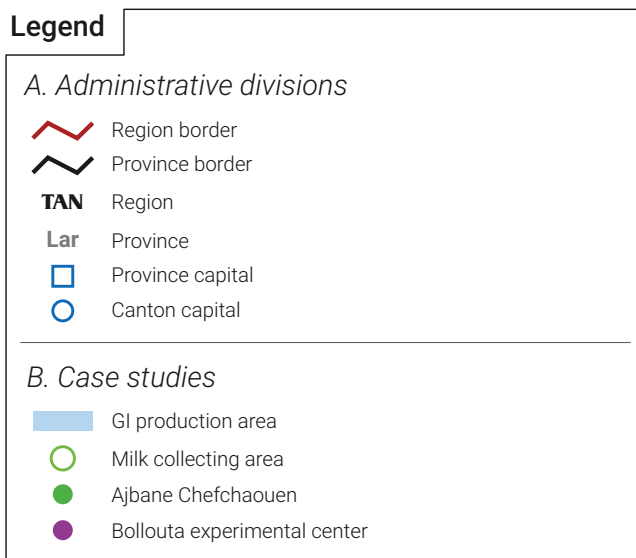 Legend
A. Administrative divisions
Region border
Province border
TAN Region
Lar Province
Province capital
Canton capital
B. Case studies
GI production area
Milk collecting area
Ajbane Chefchaouen
Bollouta experimental center